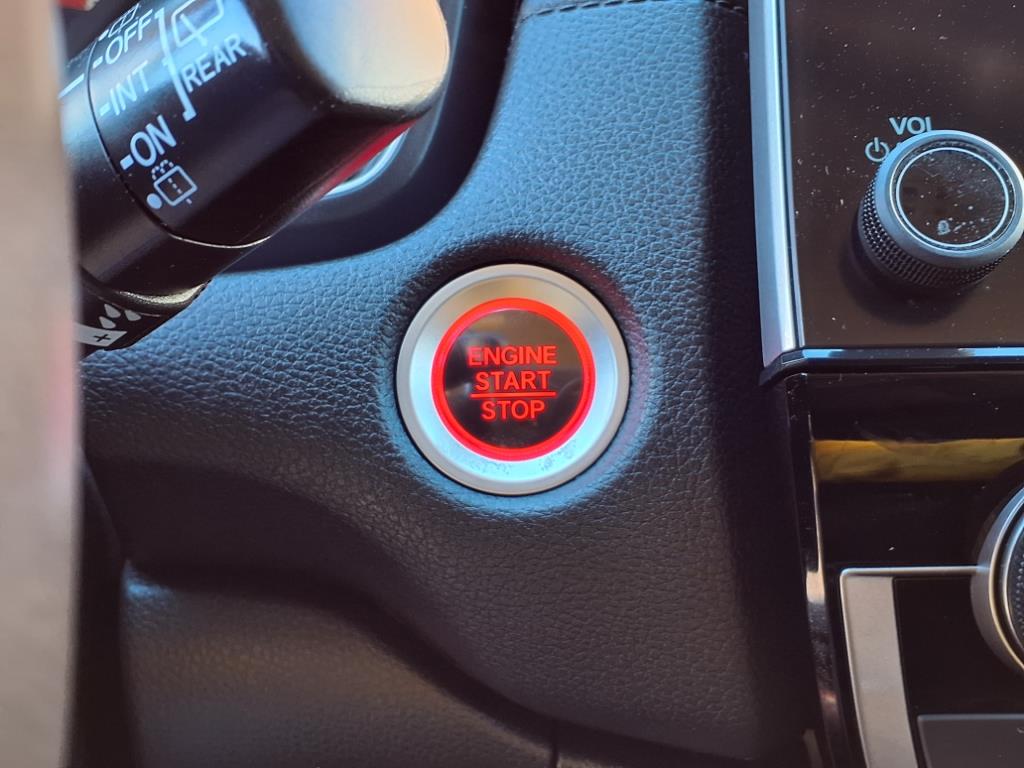 OFF
INT
REAR
ON
VOL
ENGINE
START
STOP